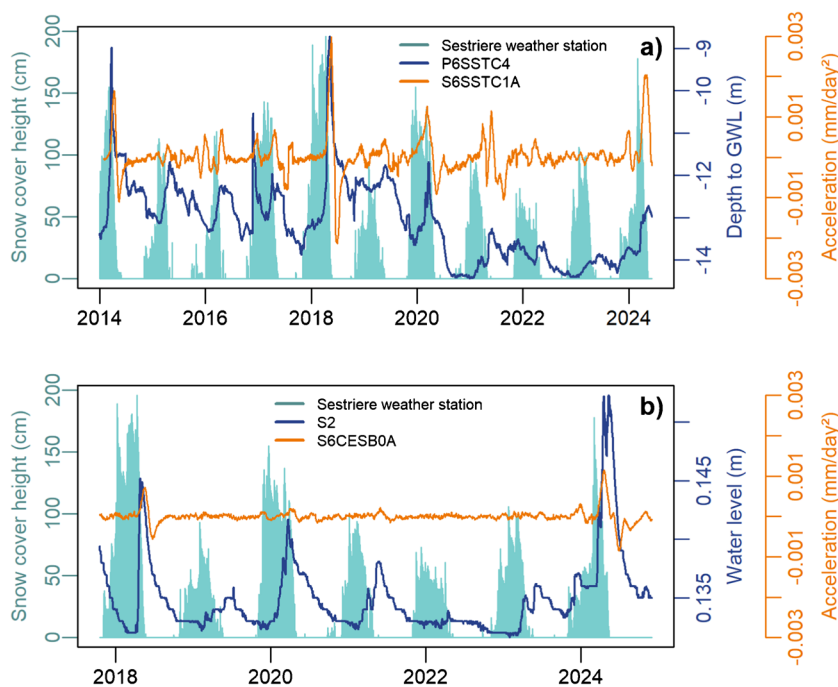 a)
Sestriere weather station
P6SSTC4
S6SSTC1A
Snow cover height (cm)
0 50 100 150 200
Depth to GWL (m)
-14 -12 -10 -9
Acceleration (mm/day²)
-0.003 -0.001 0.001 0.003
2014 2016 2018 2020 2022 2024
b)
Sestriere weather station
S2
S6CESB0A
Snow cover height (cm)
0 50 100 150 200
Water level (m)
0.135 0.145
Acceleration (mm/day²)
-0.003 -0.001 0.001 0.003
2018 2020 2022 2024